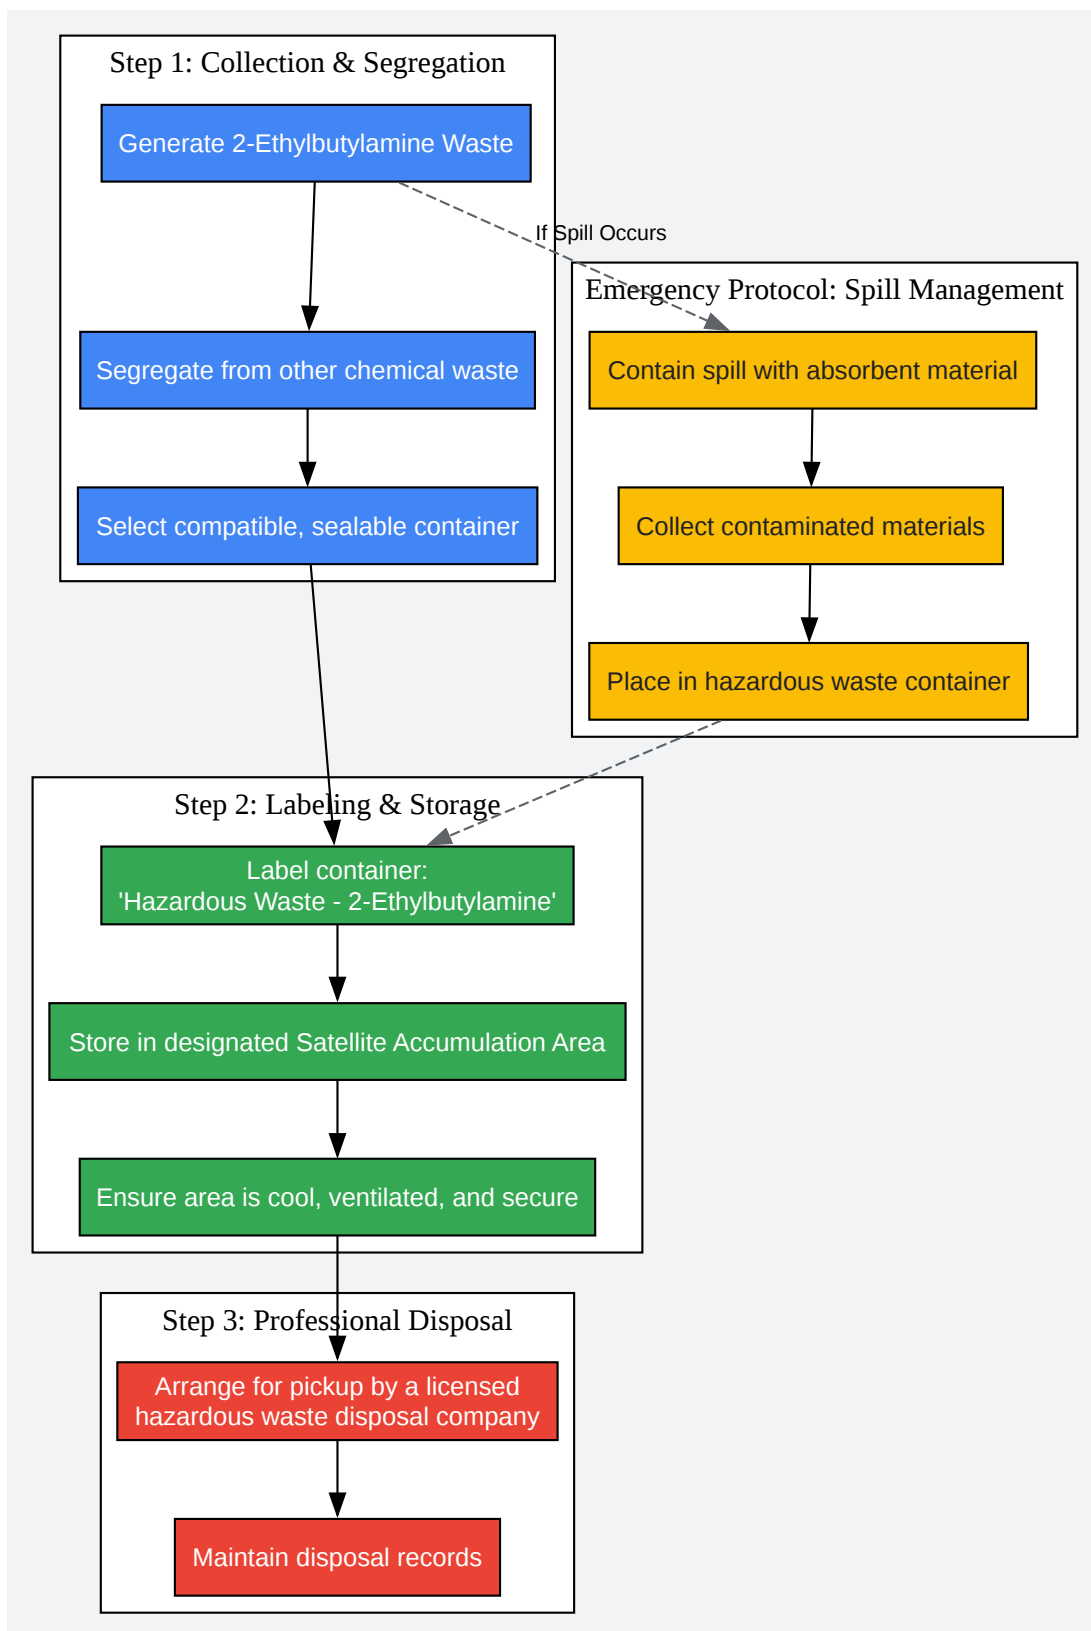 Step 1: Collection & Segregation
Generate 2-Ethylbutylamine Waste
If Spill Occurs
Segregate from other chemical waste
Select compatible, sealable container
Emergency Protocol: Spill Management
Contain spill with absorbent material
Collect contaminated materials
Place in hazardous waste container
Step 2: Labeling & Storage
Label container:
'Hazardous Waste - 2-Ethylbutylamine'
Store in designated Satellite Accumulation Area
Ensure area is cool, ventilated, and secure
Step 3: Professional Disposal
Arrange for pickup by a licensed
hazardous waste disposal company
Maintain disposal records